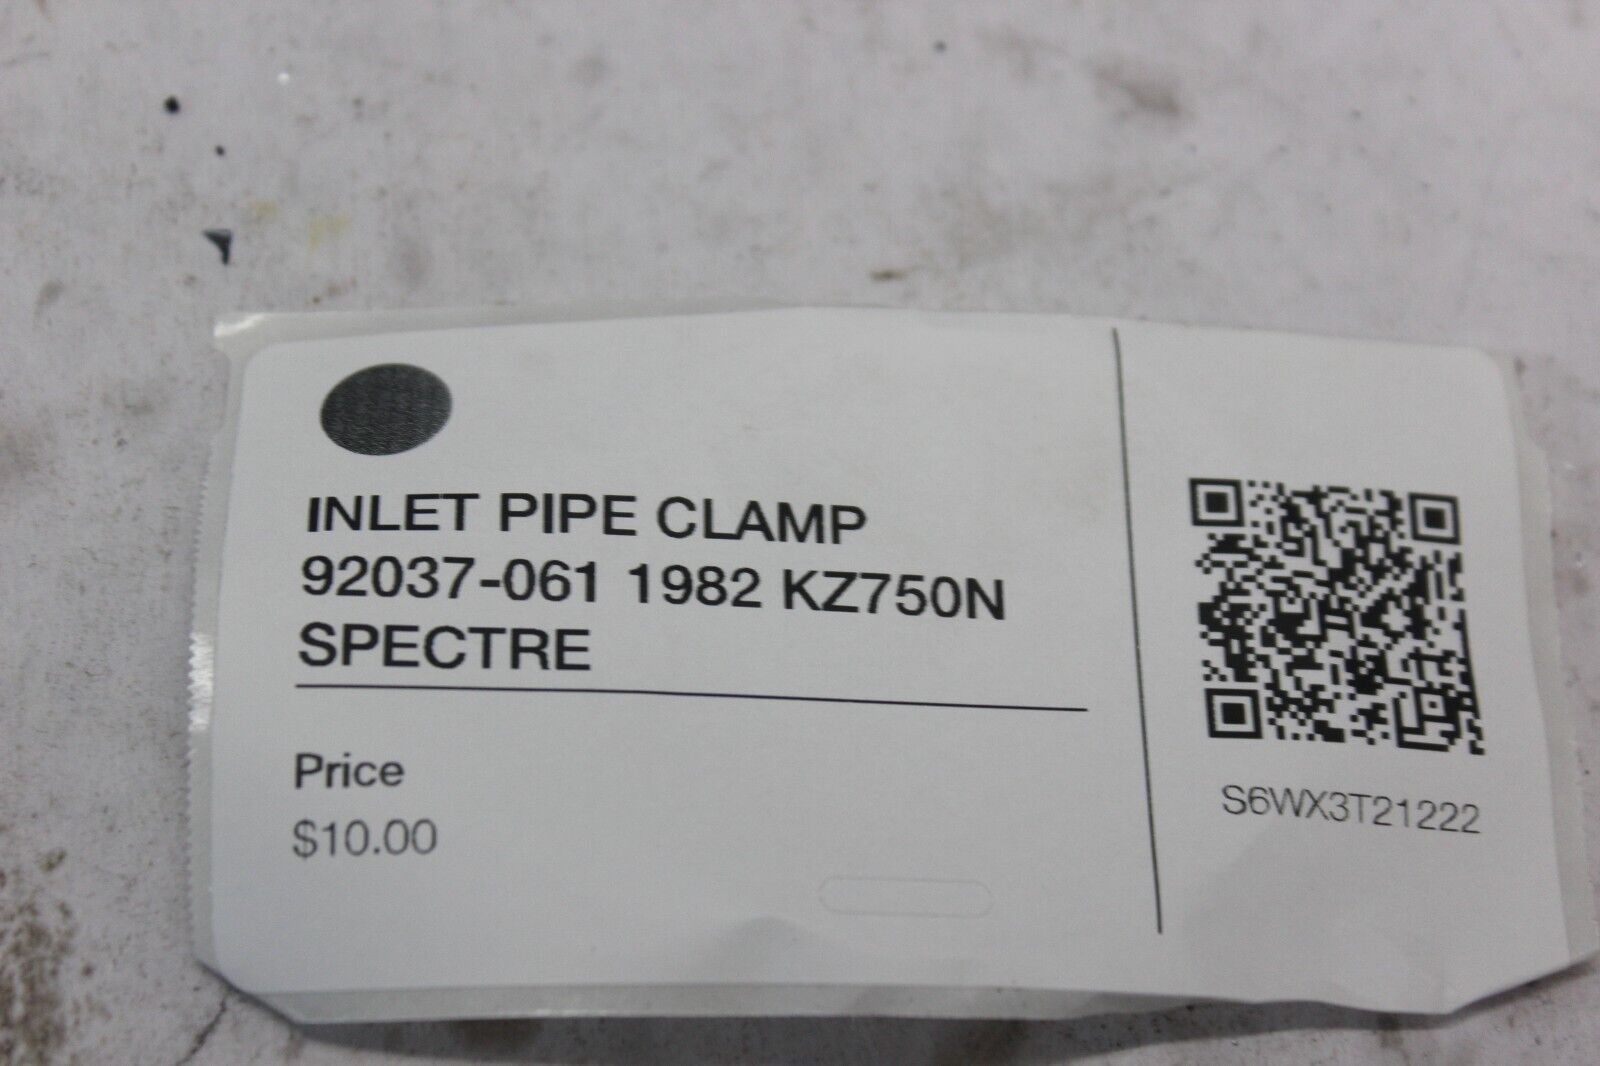 INLET PIPE CLAMP
92037-061 1982 KZ750N
SPECTRE
Price
$10.00
S6WX3T21222